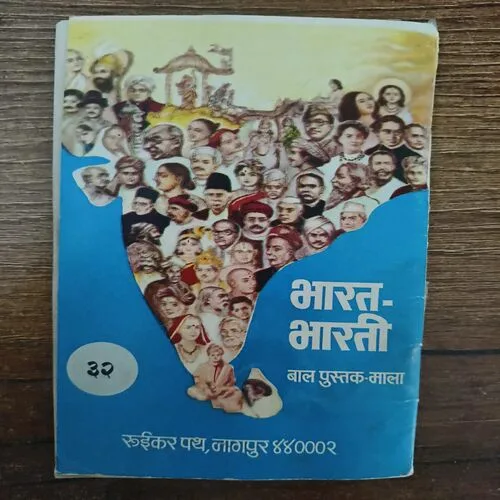 भारत-
भारती
बाल पुस्तक-माला
३२
रुईकर पथ, नागपुर ४४०००२